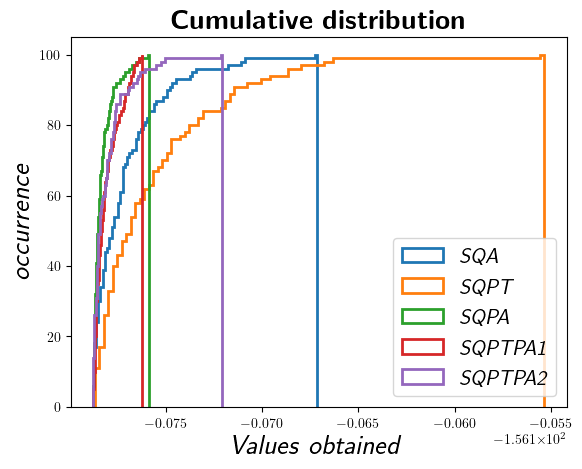 Cumulative distribution
100
80
60
40
20
0
occurrence
SQA
SQPT
SQPA
SQPTPA1
SQPTPA2
−0.075 −0.070 −0.065 −0.060 −0.055
−1.561×10²
Values obtained